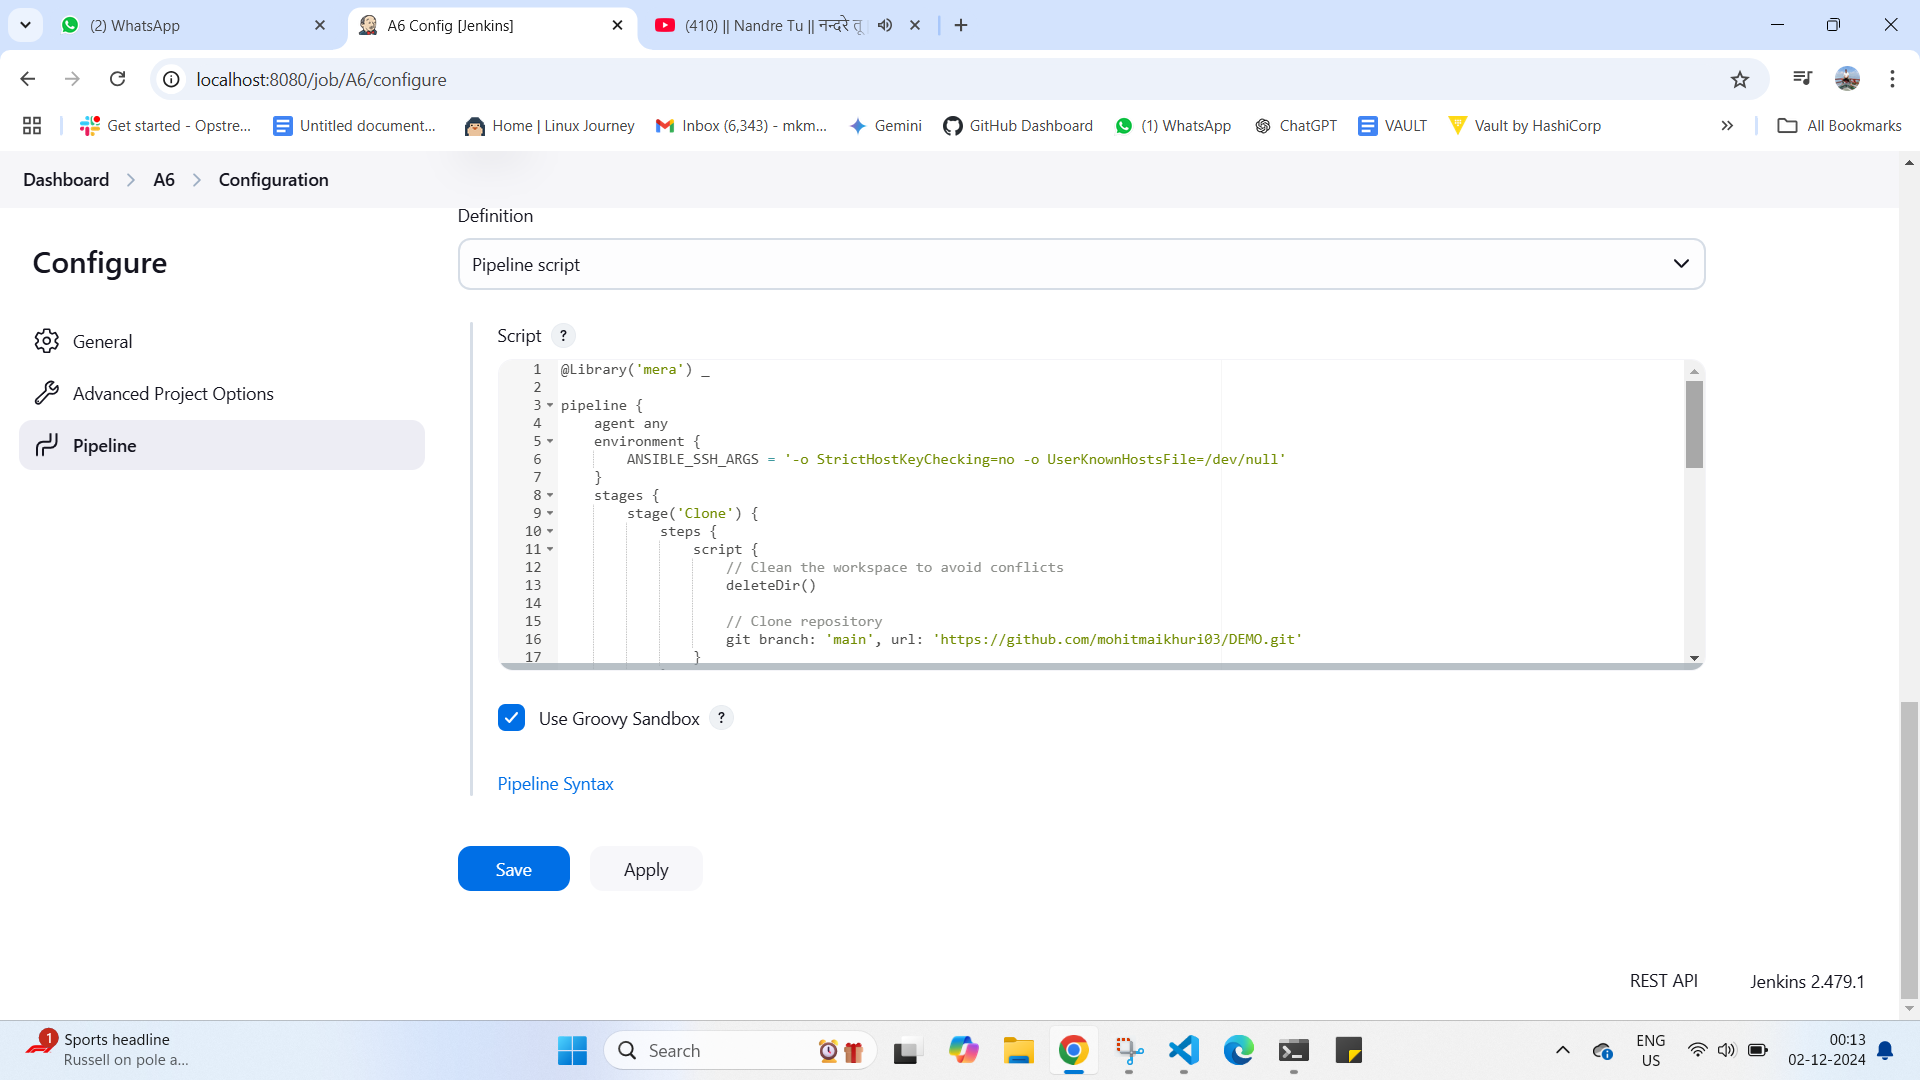 (2) WhatsApp
A6 Config [Jenkins]
(410) || Nandre Tu || नन्दरे तू
localhost:8080/job/A6/configure
Get started - Opstre...
Untitled document...
Home | Linux Journey
Inbox (6,343) - mkm...
Gemini
GitHub Dashboard
(1) WhatsApp
ChatGPT
VAULT
Vault by HashiCorp
All Bookmarks
Dashboard > A6 > Configuration
Configure
General
Advanced Project Options
Pipeline
Definition
Pipeline script
Script ?
1 @Library('mera') _
2
3 pipeline {
4 agent any
5 environment {
6 ANSIBLE_SSH_ARGS = '-o StrictHostKeyChecking=no -o UserKnownHostsFile=/dev/null'
7 }
8 stages {
9 stage('Clone') {
10 steps {
11 script {
12 // Clean the workspace to avoid conflicts
13 deleteDir()
14
15 // Clone repository
16 git branch: 'main', url: 'https://github.com/mohitmaikhuri03/DEMO.git'
17 }
Use Groovy Sandbox ?
Pipeline Syntax
Save
Apply
REST API
Jenkins 2.479.1
1
Sports headline
Russell on pole a...
Search
ENG
US
00:13
02-12-2024